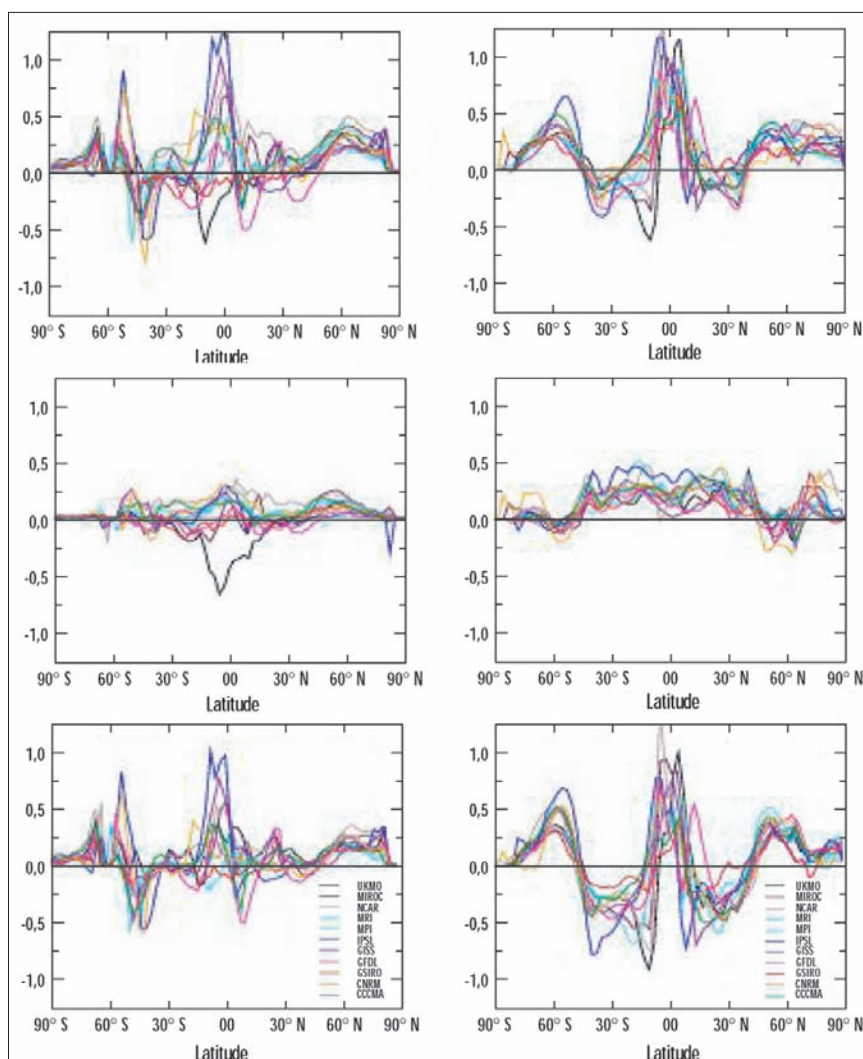 1,0
0,5
0,0
-0,5
-1,0
90° S 60° S 30° S 00 30° N 60° N 90° N
Latitude
1,0
0,5
0,0
-0,5
-1,0
90° S 60° S 30° S 00 30° N 60° N 90° N
Latitude
1,0
0,5
0,0
-0,5
-1,0
90° S 60° S 30° S 00 30° N 60° N 90° N
Latitude
1,0
0,5
0,0
-0,5
-1,0
90° S 60° S 30° S 00 30° N 60° N 90° N
Latitude
1,0
0,5
0,0
-0,5
-1,0
UKMO
MIROC
NCAR
MRI
MPI
IPSL
GISS
GFDL
GSIRO
CNRM
CCCMA
90° S 60° S 30° S 00 30° N 60° N 90° N
Latitude
1,0
0,5
0,0
-0,5
-1,0
UKMO
MIROC
NCAR
MRI
MPI
IPSL
GISS
GFDL
GSIRO
CNRM
CCCMA
90° S 60° S 30° S 00 30° N 60° N 90° N
Latitude